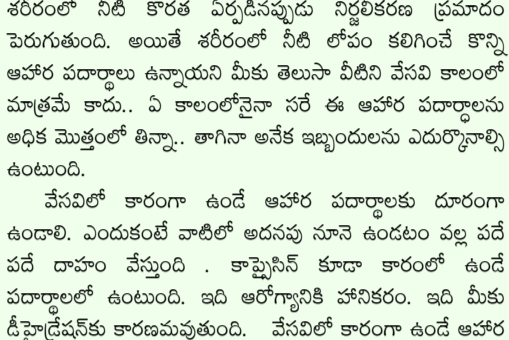 శరీరంలో నీటి కొరత ఏర్పడినప్పుడు నిర్జలీకరణ ప్రమాదం
పెరుగుతుంది. అయితే శరీరంలో నీటి లోపం కలిగించే కొన్ని
ఆహార పదార్థాలు ఉన్నాయని మీకు తెలుసా వీటిని వేసవి కాలంలో
మాత్రమే కాదు.. ఏ కాలంలోనైనా సరే ఈ ఆహార పదార్ధాలను
అధిక మొత్తంలో తిన్నా.. తాగినా అనేక ఇబ్బందులను ఎదుర్కొనాల్సి
ఉంటుంది.
వేసవిలో కారంగా ఉండే ఆహార పదార్థాలకు దూరంగా
ఉండాలి. ఎందుకంటే వాటిలో అదనపు నూనె ఉండటం వల్ల పదే
పదే దాహం వేస్తుంది . కాప్సైసిన్ కూడా కారంలో ఉండే
పదార్థాలలో ఉంటుంది. ఇది ఆరోగ్యానికి హానికరం. ఇది మీకు
డీహైడ్రేషన్‌కు కారణమవుతుంది. వేసవిలో కారంగా ఉండే ఆహార